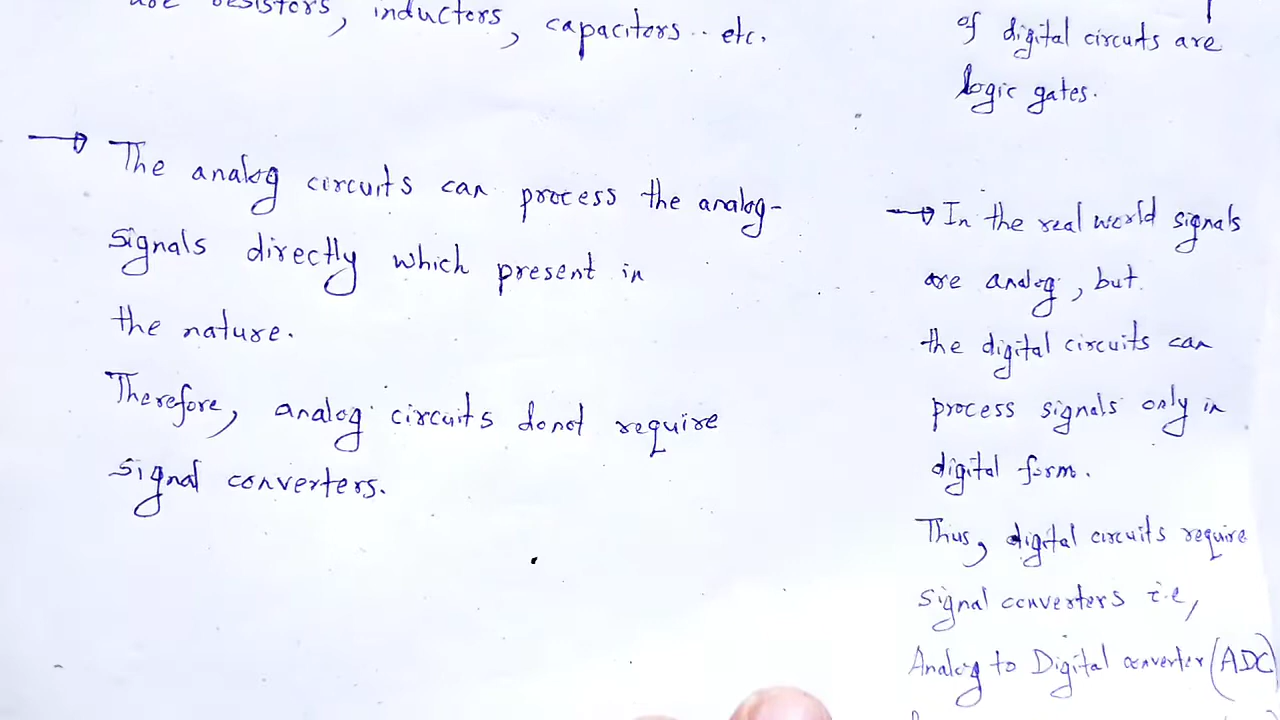 are resistors, inductors, capacitors .. etc.
→ The analog circuits can process the analog-
signals directly which present in
the nature.
Therefore, analog circuits donot require
signal converters.
of digital circuits are
logic gates.
→ In the real world signals
are analog, but
the digital circuits can
process signals only in
digital form.
Thus, digital circuits require
signal converters i.e,
Analog to Digital converter (ADC)